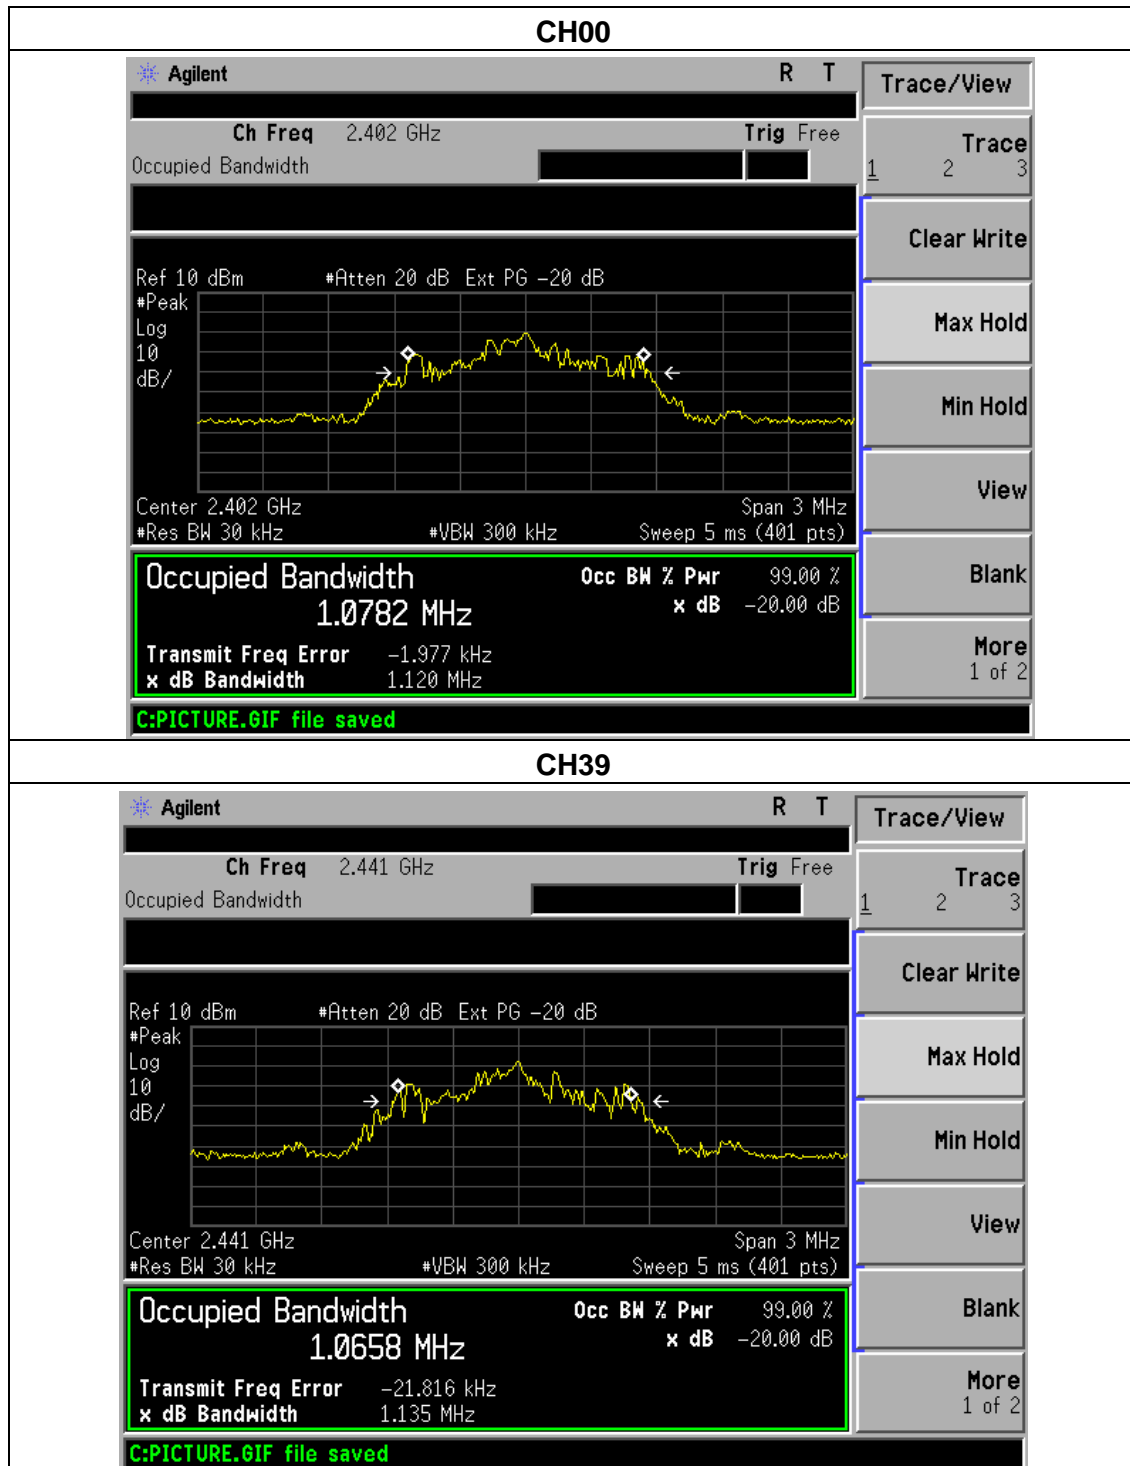 CH00
Agilent R T
Trace/View
Ch Freq 2.402 GHz Trig Free
Occupied Bandwidth
Trace
1 2 3
Clear Write
Ref 10 dBm #Atten 20 dB Ext PG -20 dB
#Peak
Log
10
dB/
Max Hold
Min Hold
View
Center 2.402 GHz Span 3 MHz
#Res BW 30 kHz #VBW 300 kHz Sweep 5 ms (401 pts)
Blank
Occupied Bandwidth Occ BW % Pwr 99.00 %
1.0782 MHz x dB -20.00 dB
Transmit Freq Error -1.977 kHz
x dB Bandwidth 1.120 MHz
More
1 of 2
C:PICTURE.GIF file saved
CH39
Agilent R T
Trace/View
Ch Freq 2.441 GHz Trig Free
Occupied Bandwidth
Trace
1 2 3
Clear Write
Ref 10 dBm #Atten 20 dB Ext PG -20 dB
#Peak
Log
10
dB/
Max Hold
Min Hold
View
Center 2.441 GHz Span 3 MHz
#Res BW 30 kHz #VBW 300 kHz Sweep 5 ms (401 pts)
Blank
Occupied Bandwidth Occ BW % Pwr 99.00 %
1.0658 MHz x dB -20.00 dB
Transmit Freq Error -21.816 kHz
x dB Bandwidth 1.135 MHz
More
1 of 2
C:PICTURE.GIF file saved